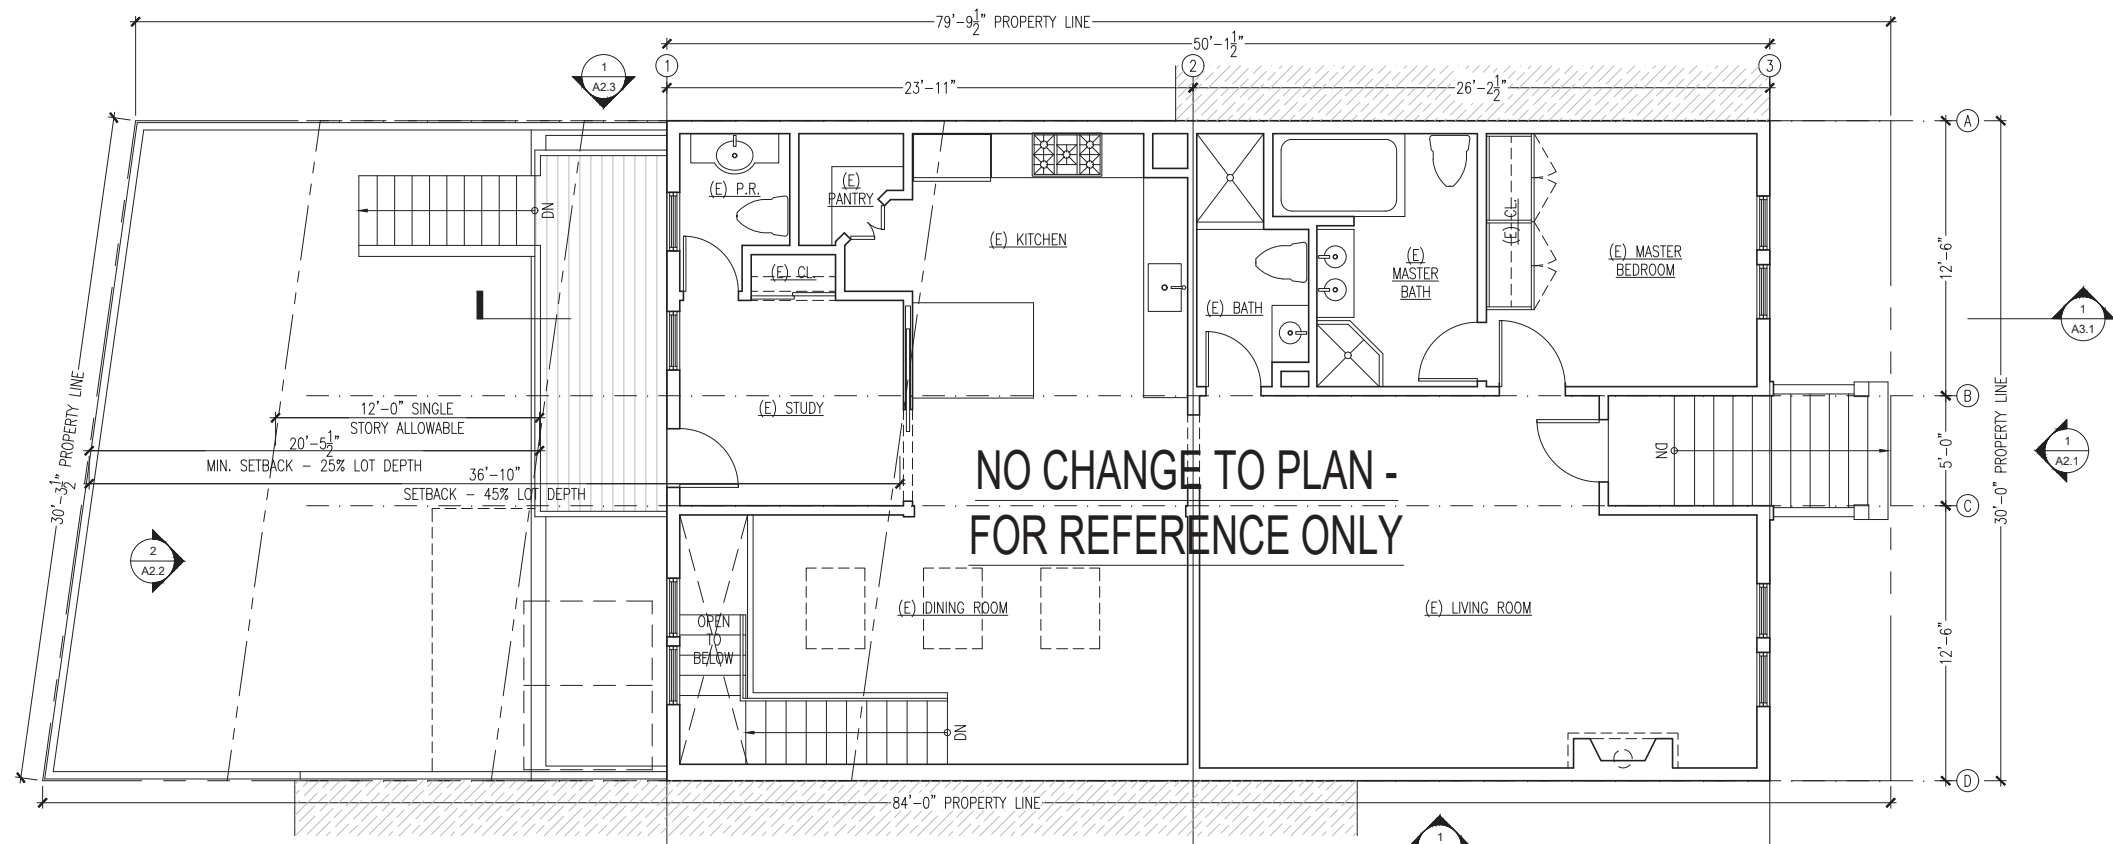 79'-9½" PROPERTY LINE
50'-1½"
1
A2.3
1
2
3
23'-11"
26'-2½"
A
(E) P.R.
(E)
PANTRY
DN
(E) KITCHEN
(E) CL.
(E) CL.
(E)
MASTER
BATH
(E) MASTER
BEDROOM
12'-6"
(E) BATH
1
A3.1
30'-3½" PROPERTY LINE
12'-0" SINGLE
STORY ALLOWABLE
(E) STUDY
B
20'-5½"
MIN. SETBACK - 25% LOT DEPTH
36'-10"
SETBACK - 45% LOT DEPTH
NO CHANGE TO PLAN -
FOR REFERENCE ONLY
DN
5'-0"
30'-0" PROPERTY LINE
1
A2.1
C
2
A2.2
OPEN
TO
BELOW
(E) DINING ROOM
(E) LIVING ROOM
12'-6"
DN
D
84'-0" PROPERTY LINE
1